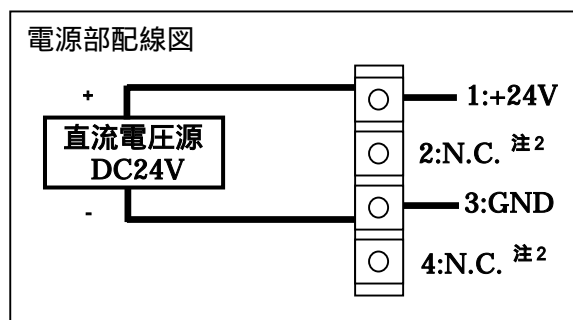 電源部配線図
+
直流電圧源
DC24V
-
1:+24V
2:N.C. 注2
3:GND
4:N.C. 注2